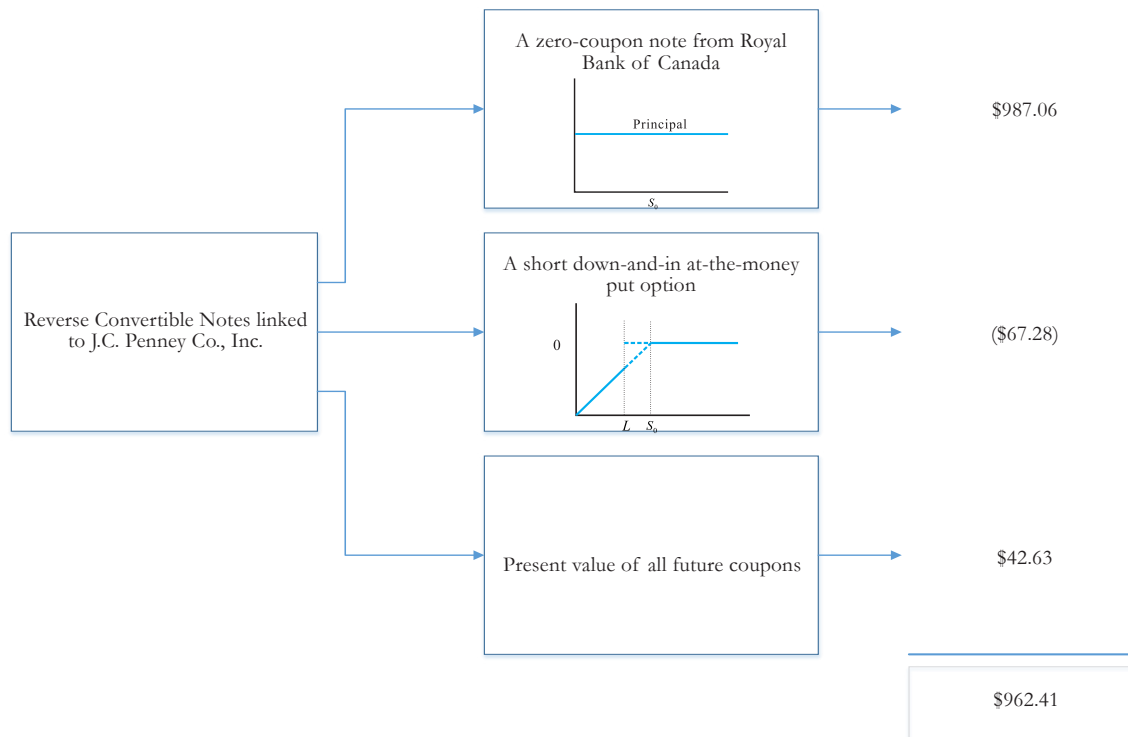 A zero-coupon note from Royal
Bank of Canada
Principal
S₀
$987.06
Reverse Convertible Notes linked
to J.C. Penney Co., Inc.
A short down-and-in at-the-money
put option
0
L S₀
($67.28)
Present value of all future coupons
$42.63
$962.41